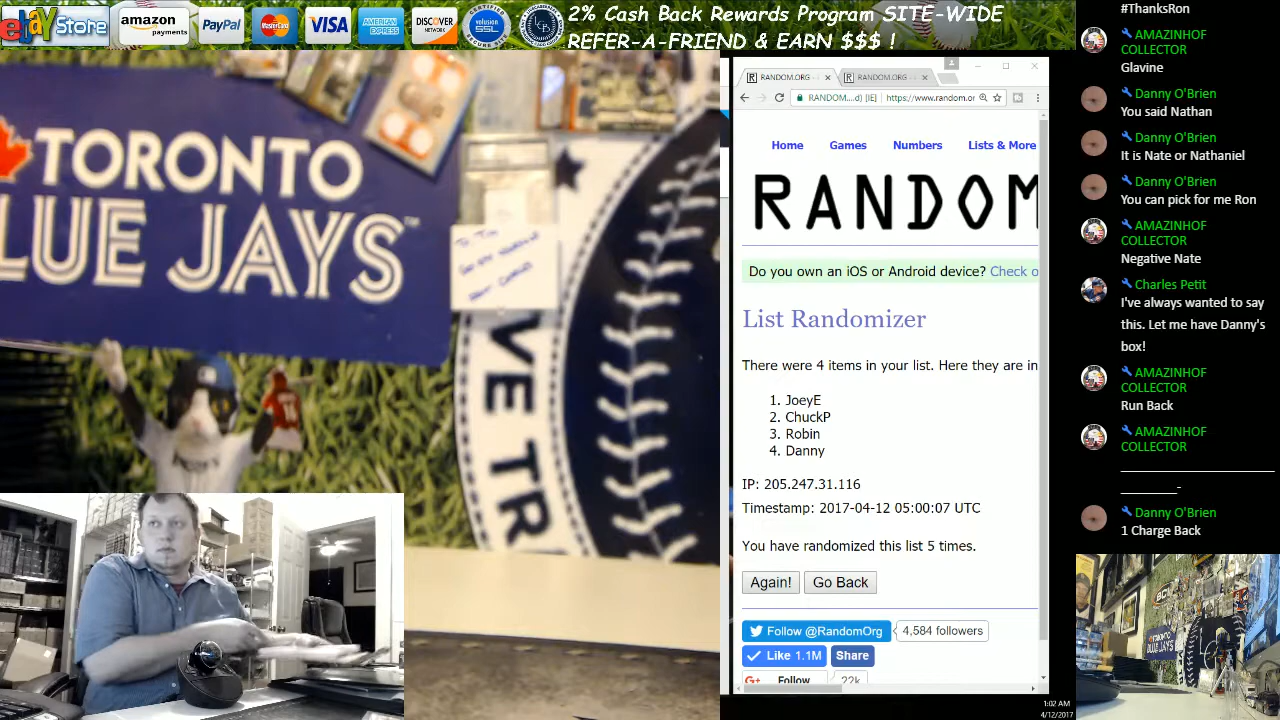 ebay Store
amazon
payments
PayPal
MasterCard
VISA
AMERICAN
EXPRESS
DISCOVER
NETWORK
volusion
SSL
2% Cash Back Rewards Program SITE-WIDE
REFER-A-FRIEND & EARN $$$ !
TORONTO
LUE JAYS
VETR
RANDOM.ORG
RANDOM.ORG
RANDOM....d) [IE]
https://www.random.or
Home
Games
Numbers
Lists & More
RANDOM
Do you own an iOS or Android device? Check o
List Randomizer
There were 4 items in your list. Here they are in
1. JoeyE
2. ChuckP
3. Robin
4. Danny
IP: 205.247.31.116
Timestamp: 2017-04-12 05:00:07 UTC
You have randomized this list 5 times.
Again!
Go Back
Follow @RandomOrg
4,584 followers
Like 1.1M
Share
G+ Follow
22k
1:02 AM
4/12/2017
#ThanksRon
AMAZINHOF
COLLECTOR
Glavine
Danny O'Brien
You said Nathan
Danny O'Brien
It is Nate or Nathaniel
Danny O'Brien
You can pick for me Ron
AMAZINHOF
COLLECTOR
Negative Nate
Charles Petit
I've always wanted to say
this. Let me have Danny's
box!
AMAZINHOF
COLLECTOR
Run Back
AMAZINHOF
COLLECTOR
Danny O'Brien
1 Charge Back